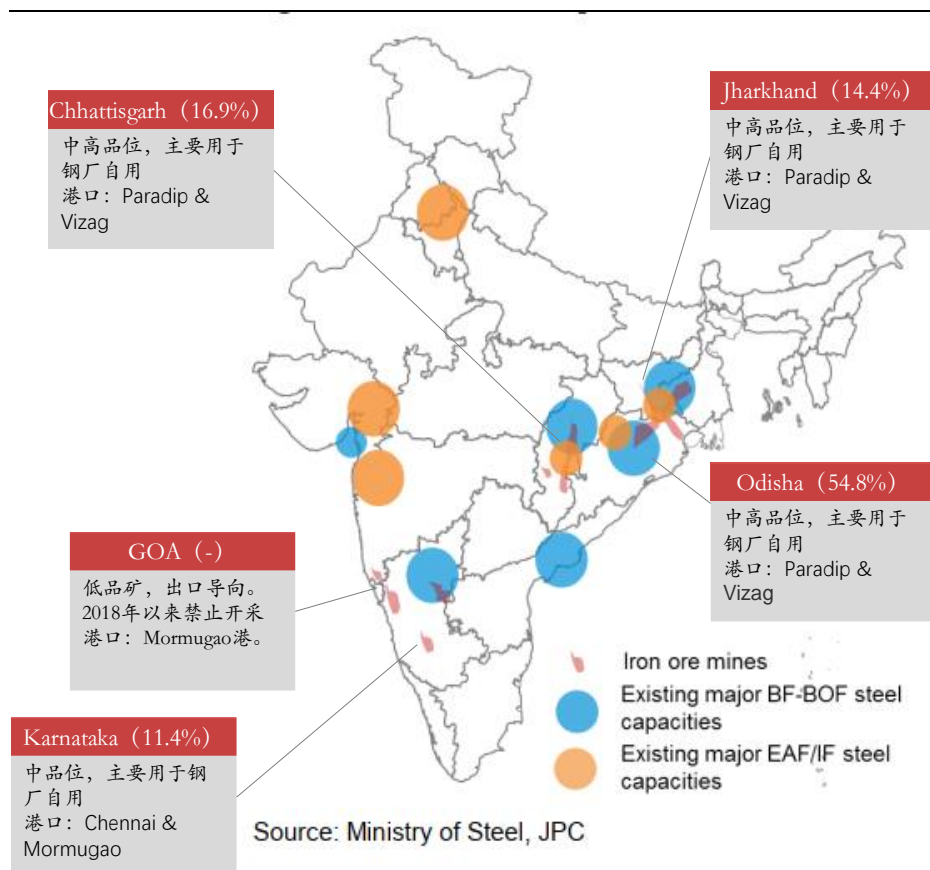 Chhattisgarh（16.9%）
中高品位，主要用于
钢厂自用
港口：Paradip &
Vizag
Jharkhand（14.4%）
中高品位，主要用于
钢厂自用
港口：Paradip &
Vizag
Odisha（54.8%）
中高品位，主要用于
钢厂自用
港口：Paradip &
Vizag
GOA（-）
低品矿，出口导向。
2018年以来禁止开采
港口：Mormugao港。
Karnataka（11.4%）
中品位，主要用于钢
厂自用
港口：Chennai &
Mormugao
Iron ore mines
Existing major BF-BOF steel
capacities
Existing major EAF/IF steel
capacities
Source: Ministry of Steel, JPC